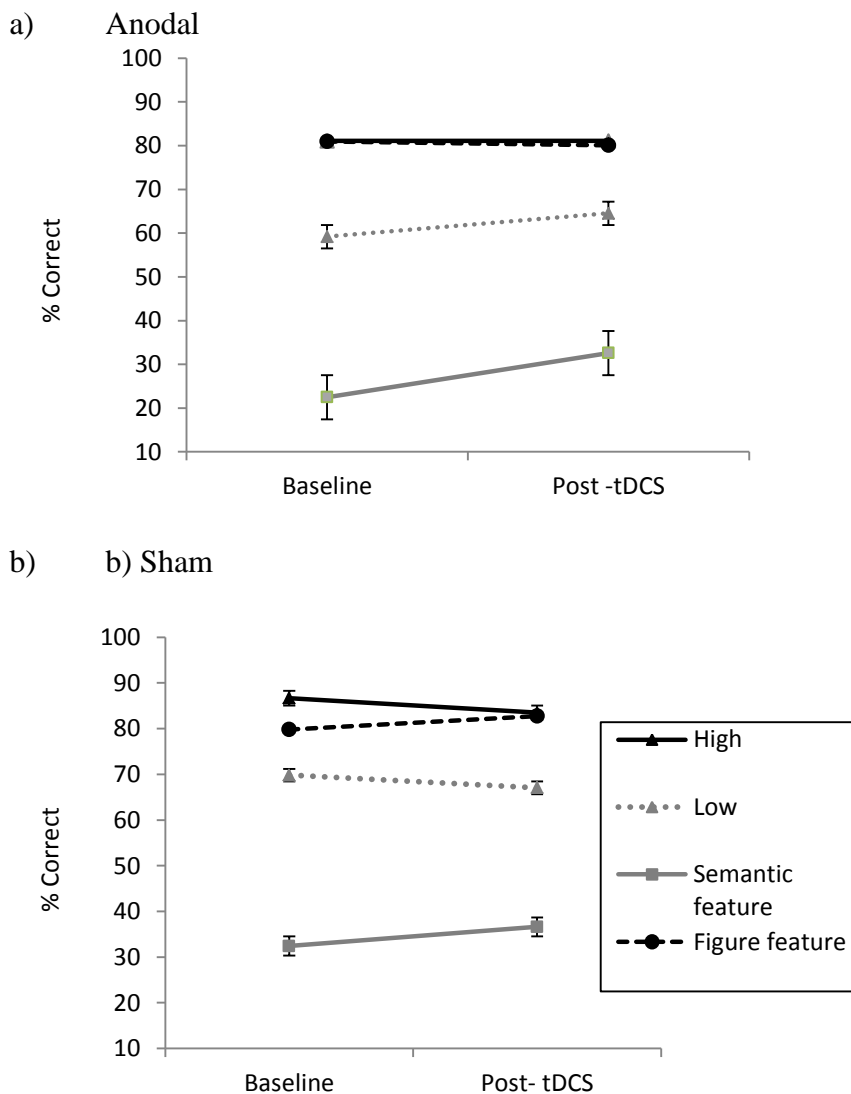 a) Anodal
100
90
80
70
60
50
40
30
20
10
% Correct
Baseline Post -tDCS
b) b) Sham
100
90
80
70
60
50
40
30
20
10
% Correct
Baseline Post- tDCS
High
Low
Semantic
feature
Figure feature